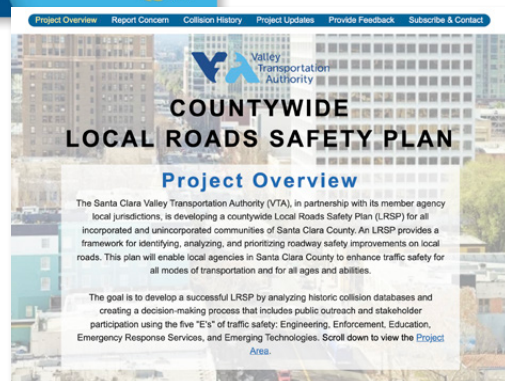 Project Overview Report Concern Collision History Project Updates Provide Feedback Subscribe & Contact
Valley
Transportation
Authority
COUNTYWIDE
LOCAL ROADS SAFETY PLAN
Project Overview
The Santa Clara Valley Transportation Authority (VTA), in partnership with its member agency
local jurisdictions, is developing a countywide Local Roads Safety Plan (LRSP) for all
incorporated and unincorporated communities of Santa Clara County. An LRSP provides a
framework for identifying, analyzing, and prioritizing roadway safety improvements on local
roads. This plan will enable local agencies in Santa Clara County to enhance traffic safety for
all modes of transportation and for all ages and abilities.
The goal is to develop a successful LRSP by analyzing historic collision databases and
creating a decision-making process that includes public outreach and stakeholder
participation using the five "E's" of traffic safety: Engineering, Enforcement, Education,
Emergency Response Services, and Emerging Technologies. Scroll down to view the Project
Area.